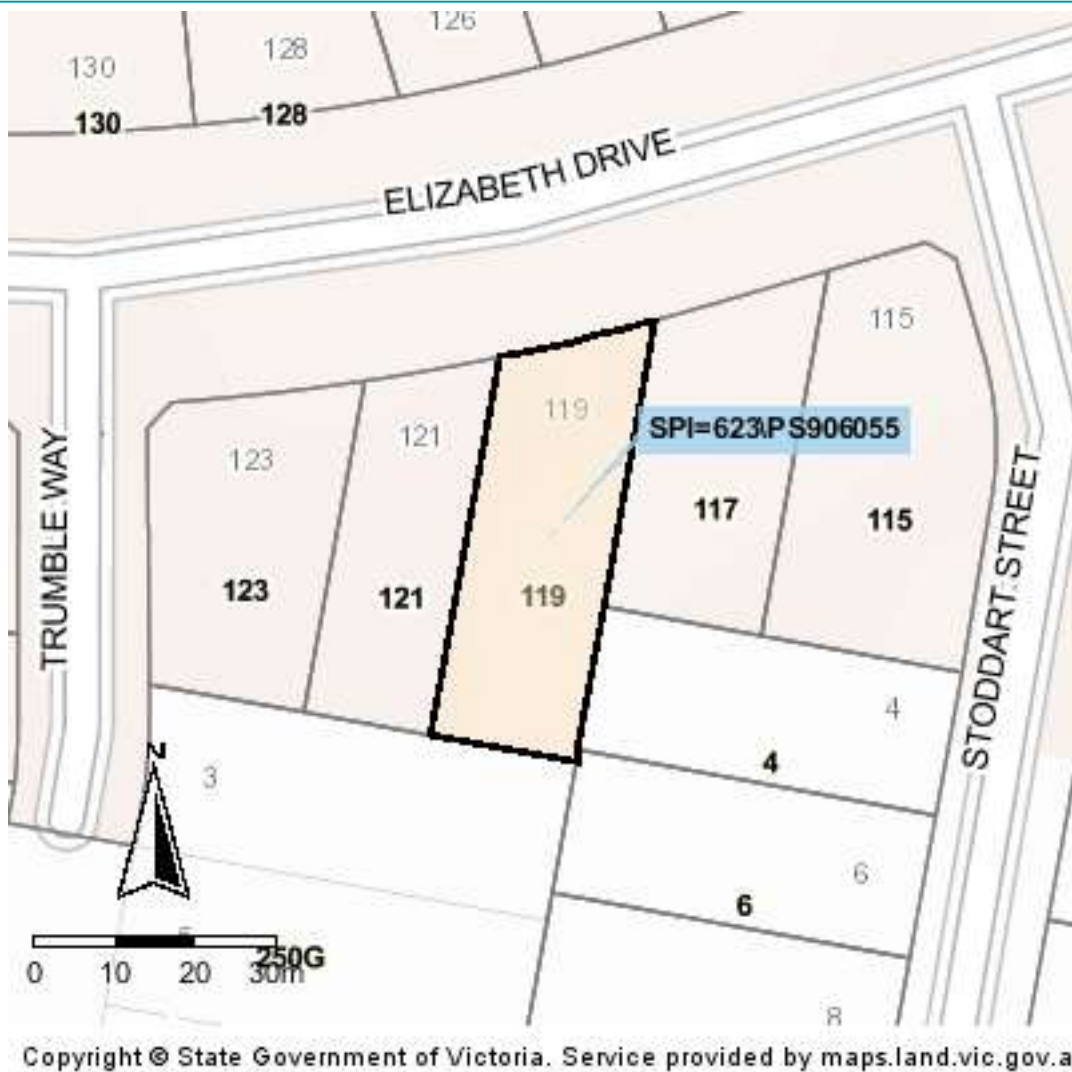 126
128
130
128
130
ELIZABETH DRIVE
115
119
121
SPI=623\PS906055
123
117
115
TRUMBLE WAY
STODDART STREET
123
121
119
4
4
N
3
6
6
5
250G
0 10 20 30m
8
Copyright © State Government of Victoria. Service provided by maps.land.vic.gov.a